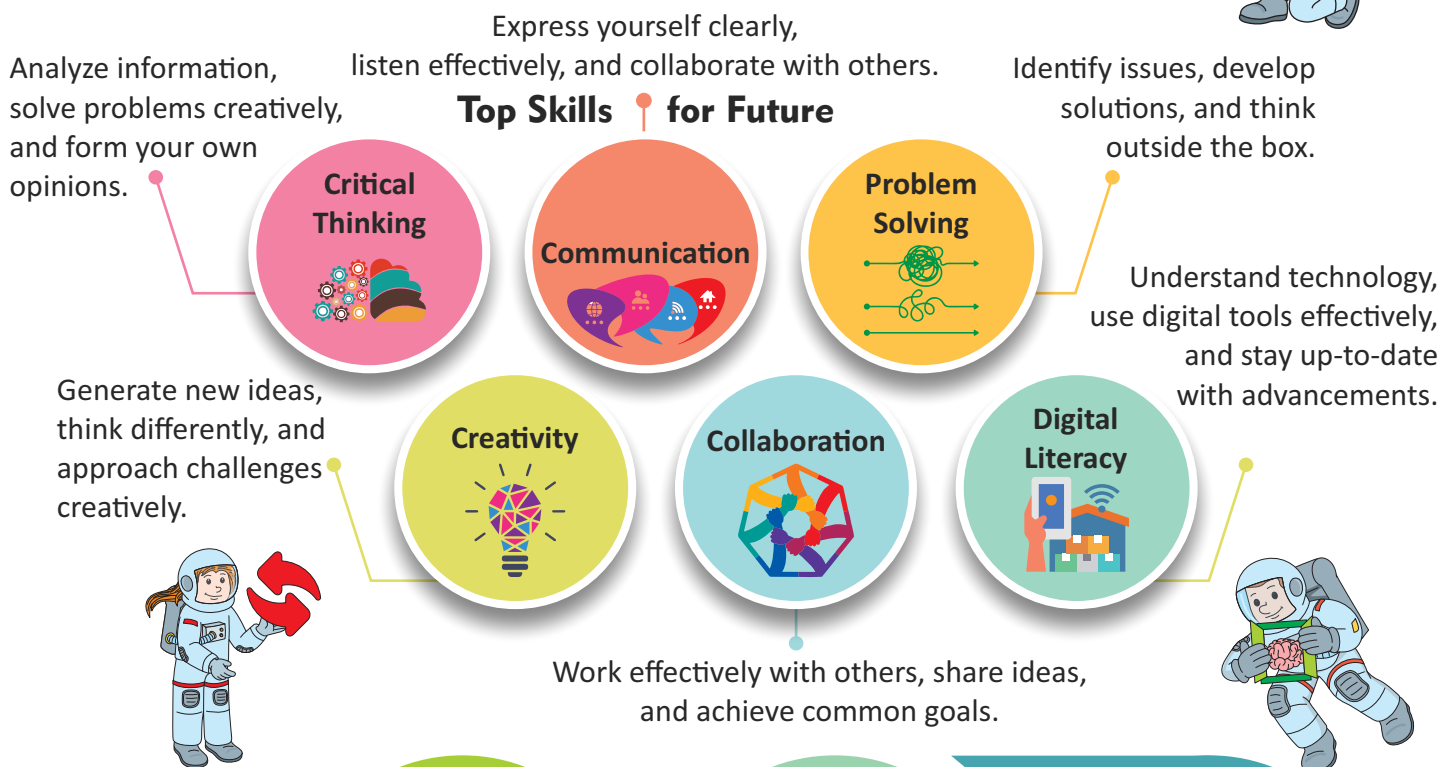 Express yourself clearly,
listen effectively, and collaborate with others.
Analyze information,
solve problems creatively,
and form your own
opinions.
Identify issues, develop
solutions, and think
outside the box.
Top Skills for Future
Critical
Thinking
Communication
Problem
Solving
Understand technology,
use digital tools effectively,
and stay up-to-date
with advancements.
Generate new ideas,
think differently, and
approach challenges
creatively.
Creativity
Collaboration
Digital
Literacy
Work effectively with others, share ideas,
and achieve common goals.